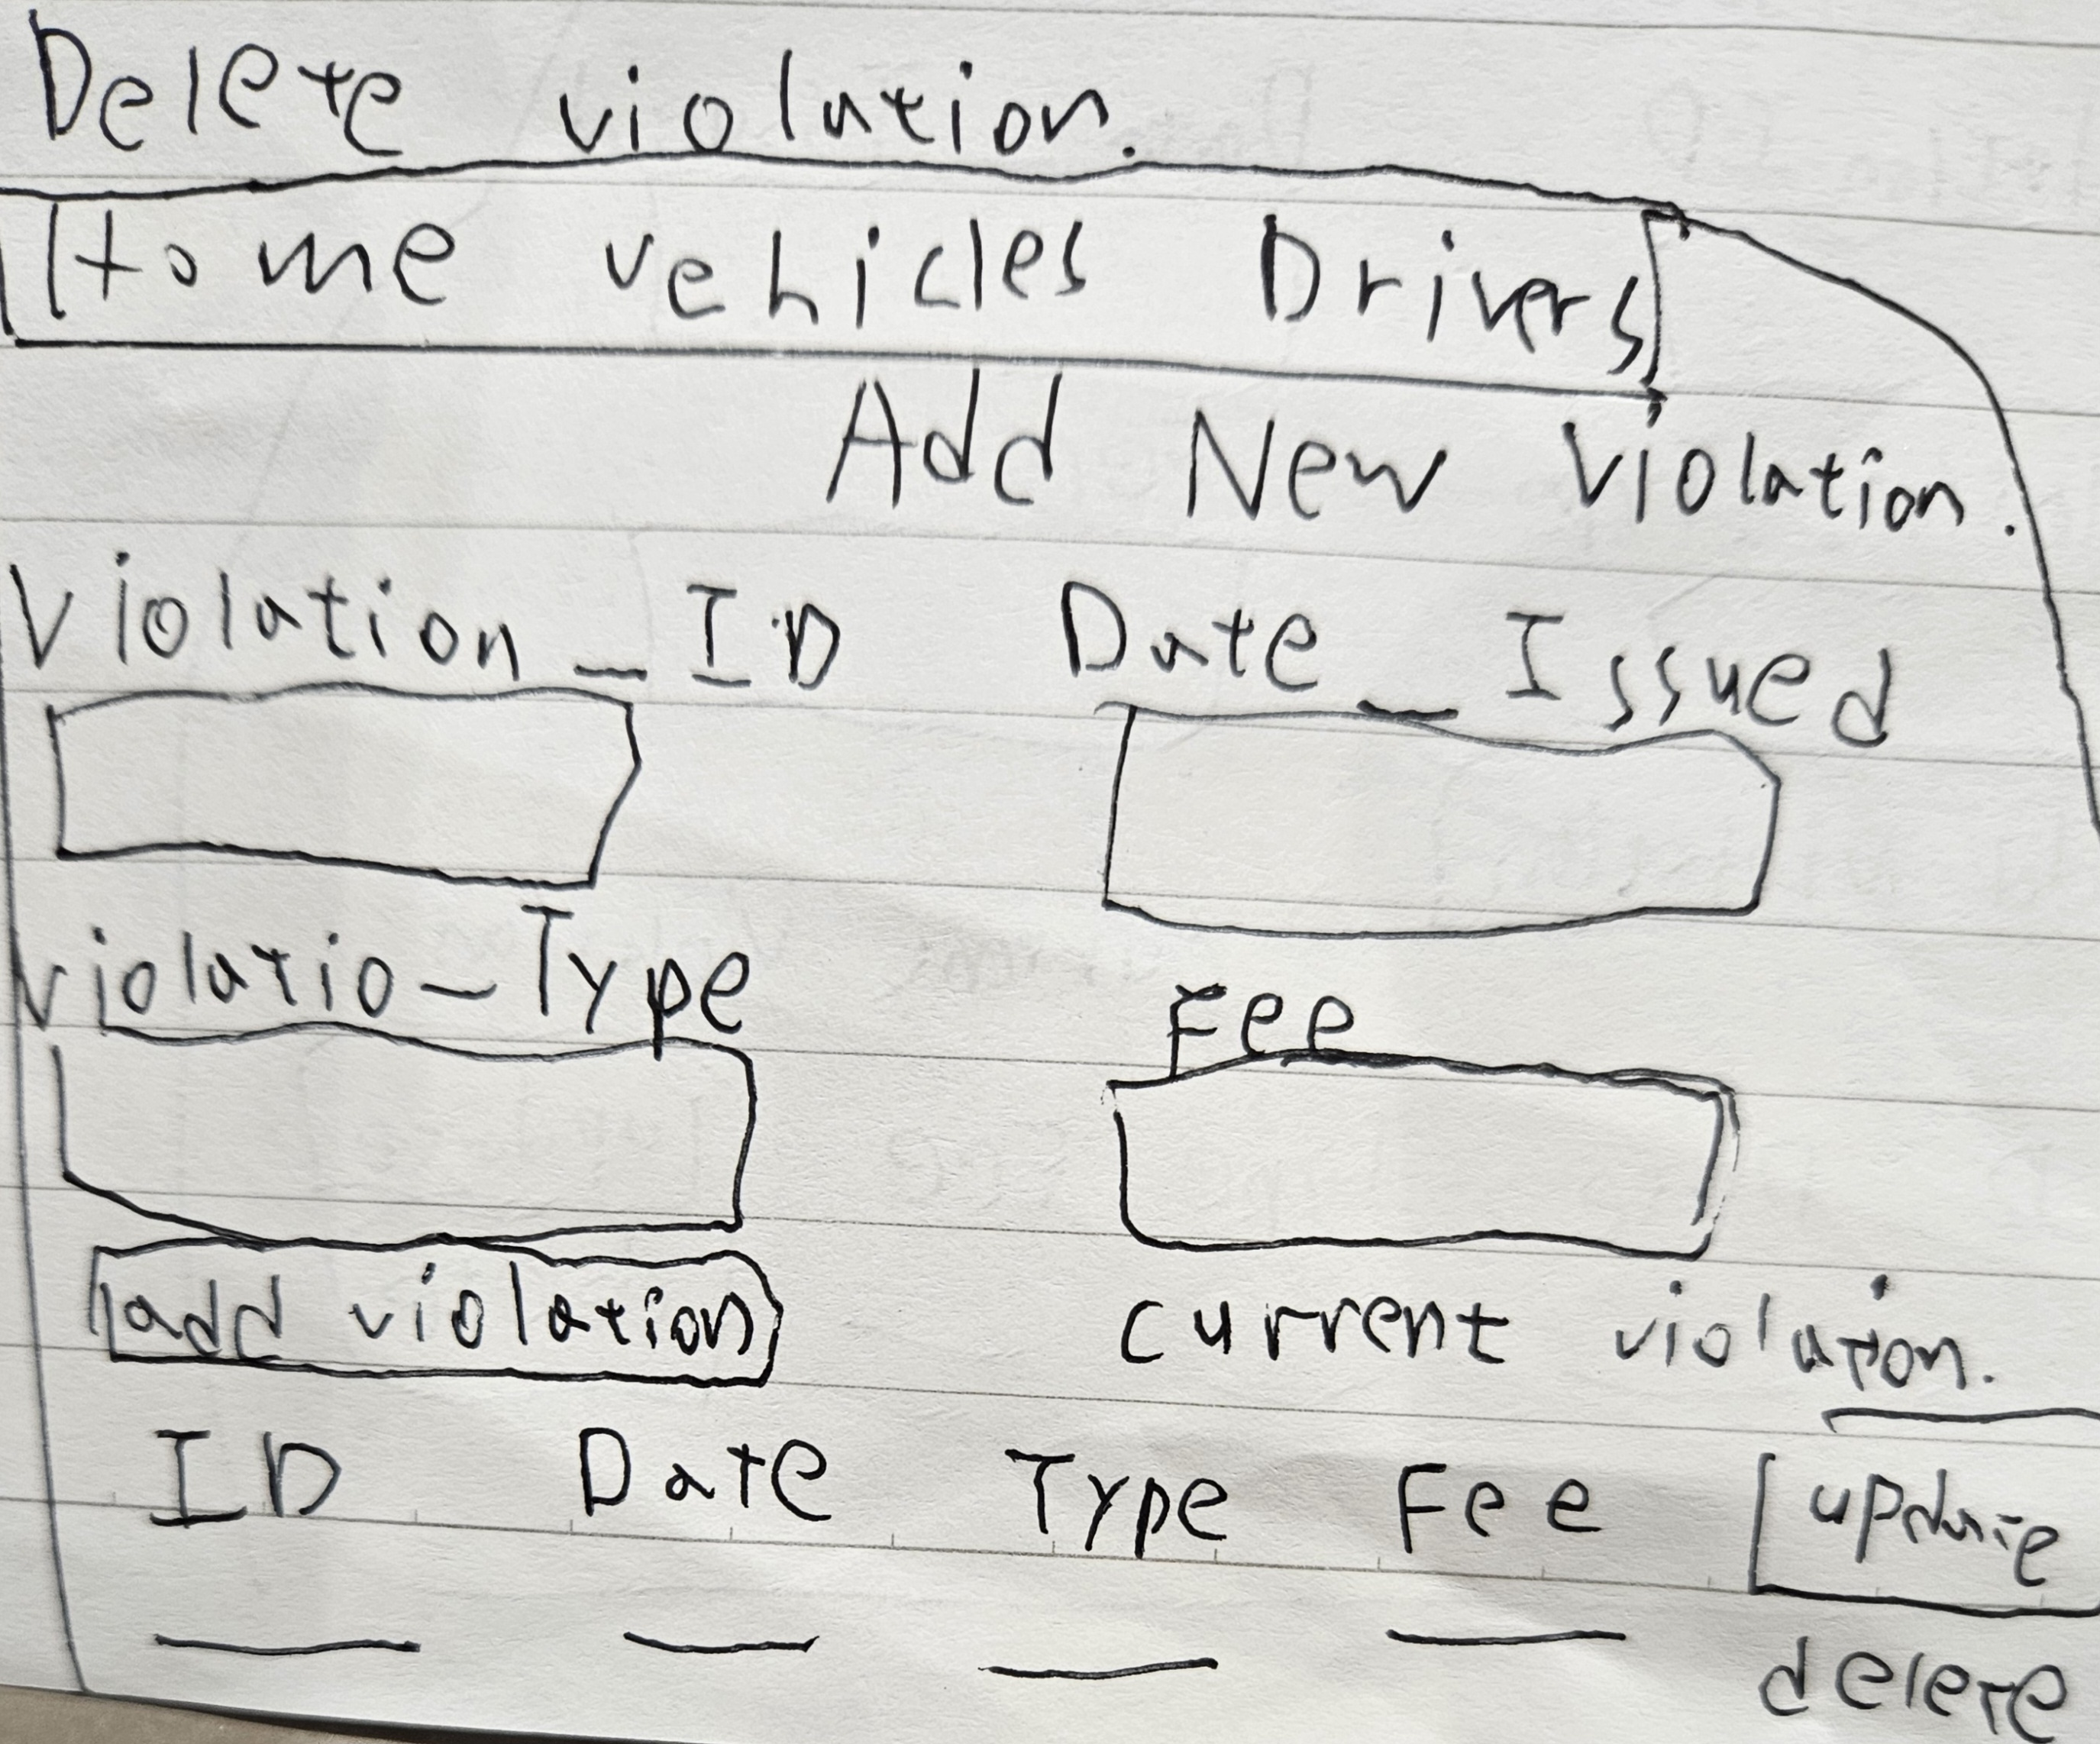 Delete violation.
Home vehicles Drivers
Add New Violation.
Violation_ID Date_Issued
violatio_Type Fee
add violation current violation.
ID Date Type Fee update
delete